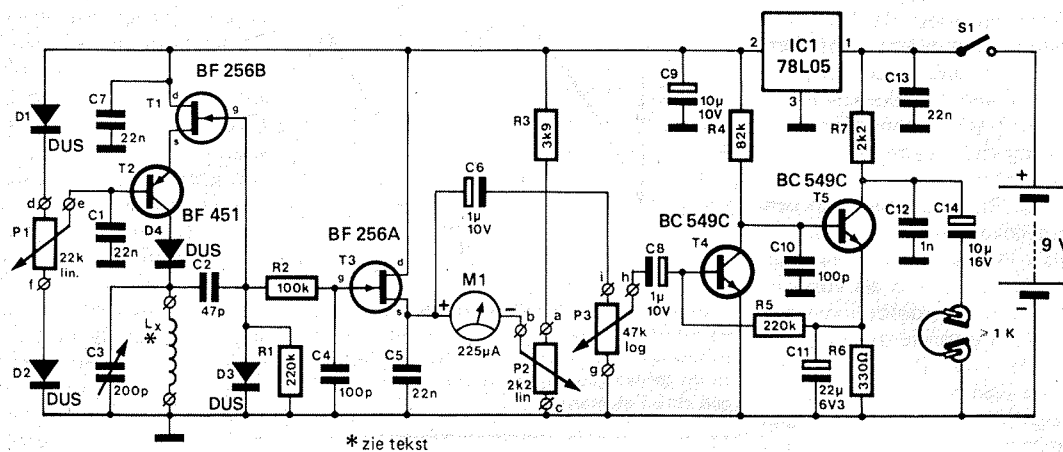 BF 256B
T1
d
g
s
C7
22n
D1
DUS
T2
BF 451
d
e
P1
22k
lin.
f
C1
22n
D4
DUS
C2
47p
D2
DUS
C3
200p
Lx
*
D3
DUS
R1
220k
R2
100k
BF 256A
T3
g
d
s
C4
100p
C5
22n
C6
1µ
10V
M1
+
−
225µA
R3
3k9
b
a
P2
2k2
lin
c
i
h
P3
47k
log
g
C8
1µ
10V
C9
10µ
10V
R4
82k
BC 549C
T4
IC1
78L05
2
1
3
R7
2k2
BC 549C
T5
C10
100p
R5
220k
C11
22µ
6V3
R6
330Ω
C13
22n
S1
C12
1n
C14
10µ
16V
> 1 K
+
9 V
−
* zie tekst